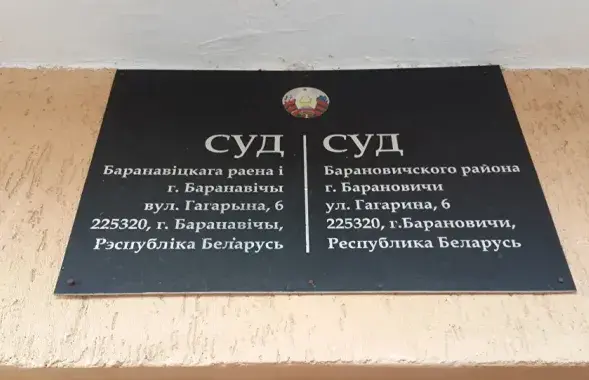 СУД
Баранавіцкага раена і
г. Баранавічы
вул. Гагарына, 6
225320, г. Баранавічы,
Рэспубліка Беларусь
СУД
Барановичского района
г. Барановичи
ул. Гагарина, 6
225320, г.Барановичи,
Республика Беларусь